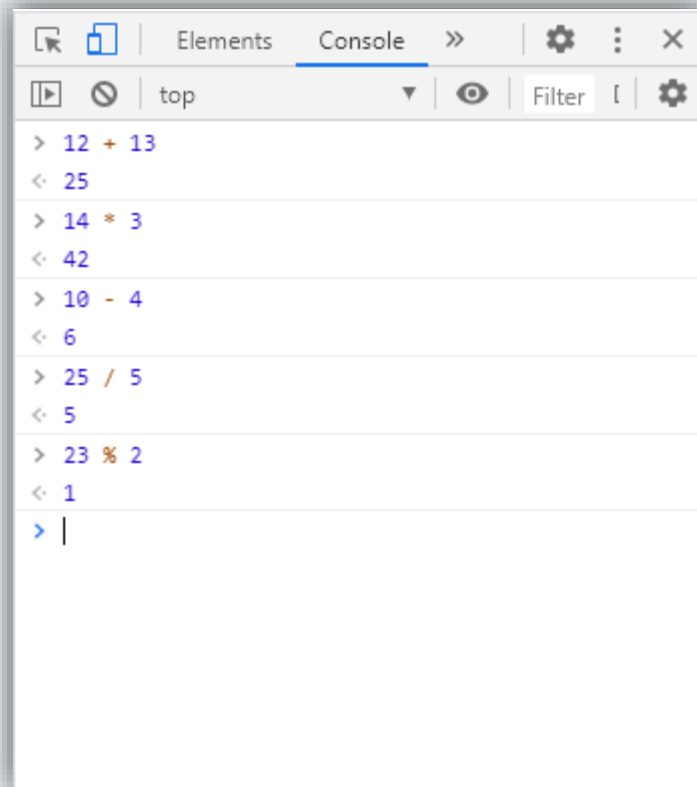 Elements Console »
top Filter
> 12 + 13
25
> 14 * 3
42
> 10 - 4
6
> 25 / 5
5
> 23 % 2
1
>